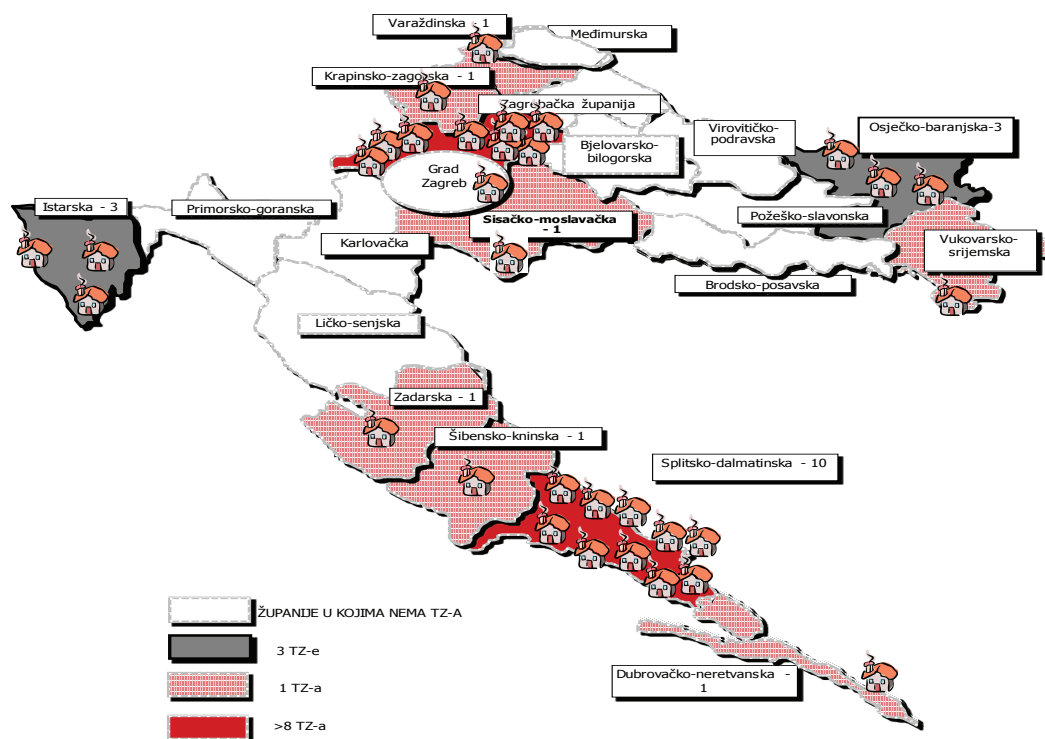 Varaždinska - 1
Međimurska
Krapinsko-zagorska - 1
Zagrebačka županija
Virovitičko-
podravska
Osječko-baranjska-3
Bjelovarsko-
bilogorska
Grad
Zagreb
Istarska - 3
Primorsko-goranska
Sisačko-moslavačka
- 1
Požeško-slavonska
Karlovačka
Vukovarsko-
srijemska
Brodsko-posavska
Ličko-senjska
Zadarska - 1
Šibensko-kninska - 1
Splitsko-dalmatinska - 10
ŽUPANIJE U KOJIMA NEMA TZ-A
3 TZ-e
Dubrovačko-neretvanska -
1
1 TZ-a
>8 TZ-a